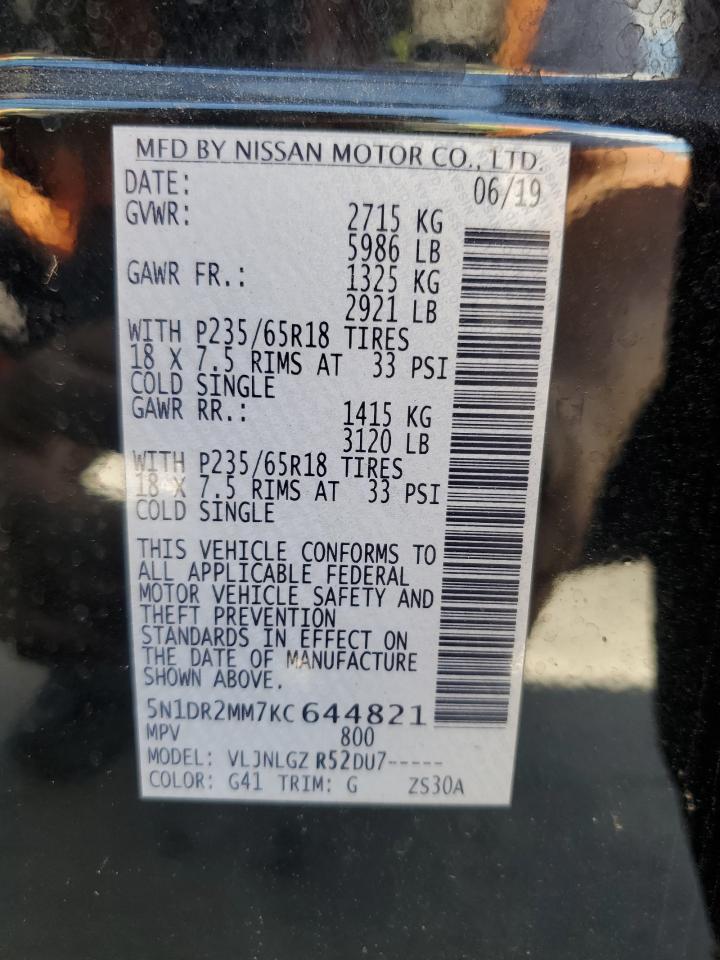 MFD BY NISSAN MOTOR CO., LTD.
DATE: 06/19
GVWR: 2715 KG
5986 LB
GAWR FR.: 1325 KG
2921 LB
WITH P235/65R18 TIRES
18 X 7.5 RIMS AT 33 PSI
COLD SINGLE
GAWR RR.: 1415 KG
3120 LB
WITH P235/65R18 TIRES
18 X 7.5 RIMS AT 33 PSI
COLD SINGLE
THIS VEHICLE CONFORMS TO
ALL APPLICABLE FEDERAL
MOTOR VEHICLE SAFETY AND
THEFT PREVENTION
STANDARDS IN EFFECT ON
THE DATE OF MANUFACTURE
SHOWN ABOVE.
5N1DR2MM7KC644821
MPV 800
MODEL: VLJNLGZ R52DU7-----
COLOR: G41 TRIM: G ZS30A